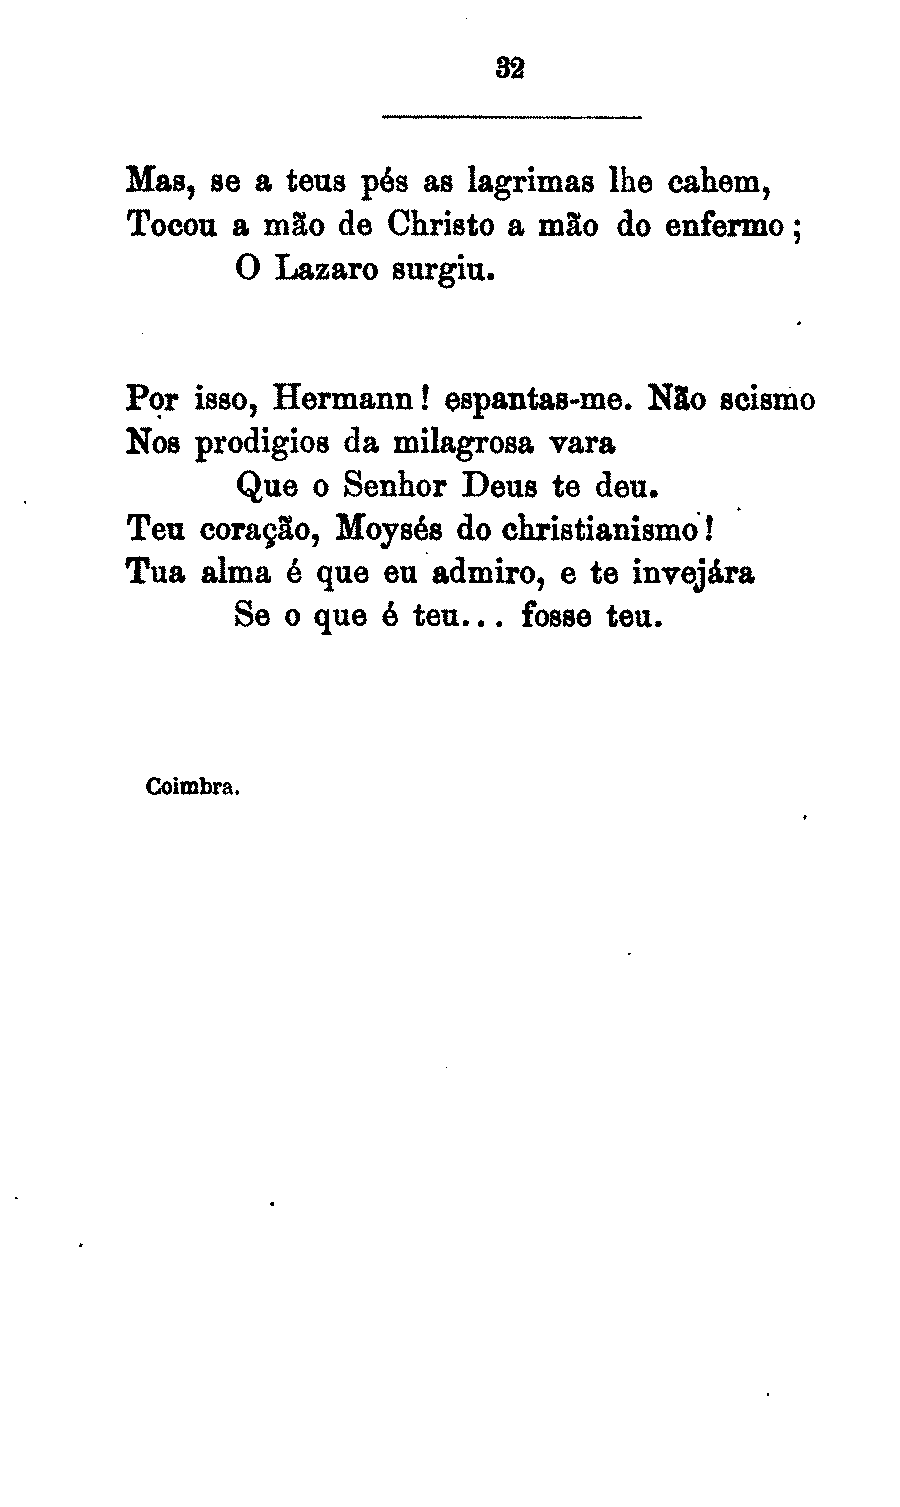 32
Mas, se a teus pés as lagrimas lhe cahem,
Tocou a mão de Christo a mão do enfermo;
O Lazaro surgiu.
Por isso, Hermann! espantas-me. Não scismo
Nos prodigios da milagrosa vara
Que o Senhor Deus te deu.
Teu coração, Moysés do christianismo!
Tua alma é que eu admiro, e te invejára
Se o que é teu... fosse teu.
Coimbra.